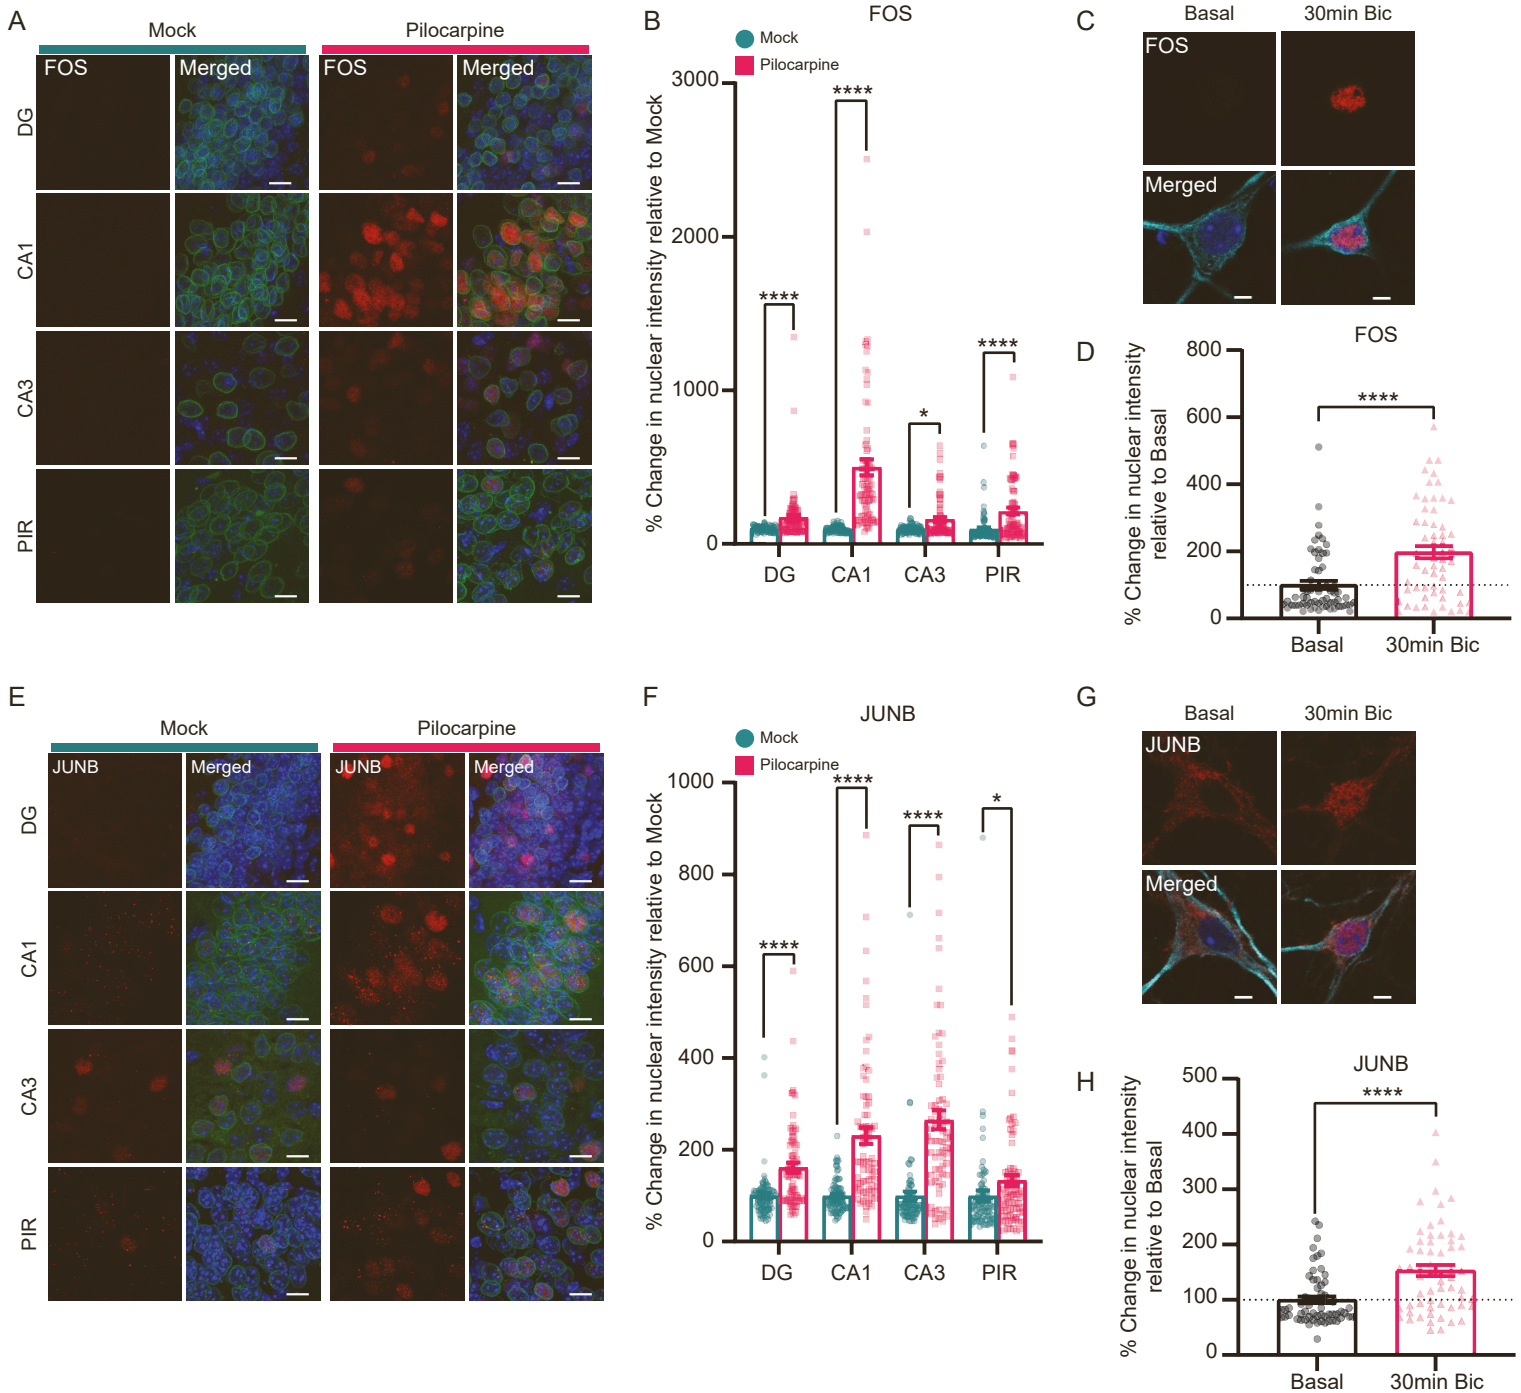 A
Mock
Pilocarpine
FOS
Merged
FOS
Merged
DG
CA1
CA3
PIR
B
FOS
Mock
Pilocarpine
% Change in nuclear intensity relative to Mock
3000
2000
1000
0
****
****
*
****
DG
CA1
CA3
PIR
C
Basal
30min Bic
FOS
Merged
D
FOS
% Change in nuclear intensity
relative to Basal
800
600
400
200
0
****
Basal
30min Bic
E
Mock
Pilocarpine
JUNB
Merged
JUNB
Merged
DG
CA1
CA3
PIR
F
JUNB
Mock
Pilocarpine
% Change in nuclear intensity relative to Mock
1000
800
600
400
200
0
****
****
****
*
DG
CA1
CA3
PIR
G
Basal
30min Bic
JUNB
Merged
H
JUNB
% Change in nuclear intensity
relative to Basal
500
400
300
200
100
0
****
Basal
30min Bic